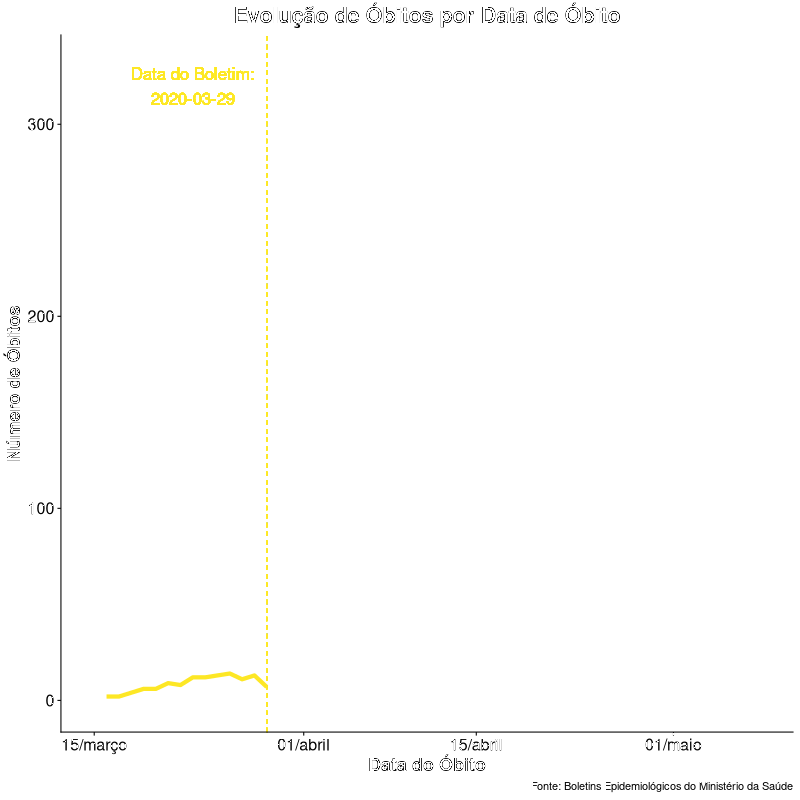 Evolução de Óbitos por Data de Óbito
Data do Boletim:
2020-03-29
300
200
100
0
Número de Óbitos
15/março
01/abril
15/abril
01/maio
Data do Óbito
Fonte: Boletins Epidemiológicos do Ministério da Saúde